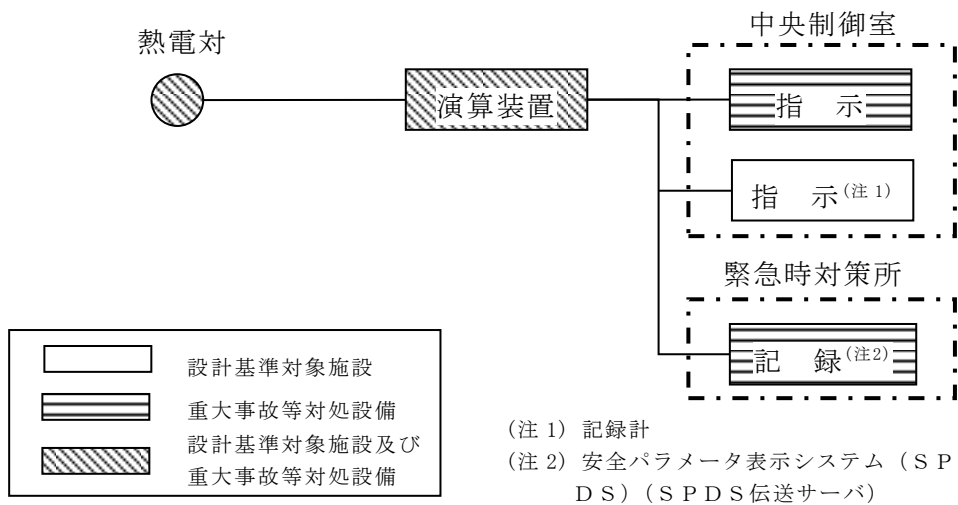 中央制御室
熱電対
演算装置
指 示
指 示(注 1)
緊急時対策所
記 録(注2)
設計基準対象施設
重大事故等対処設備
設計基準対象施設及び
重大事故等対処設備
(注 1) 記録計
(注 2) 安全パラメータ表示システム（ＳＰ
ＤＳ）（ＳＰＤＳ伝送サーバ）